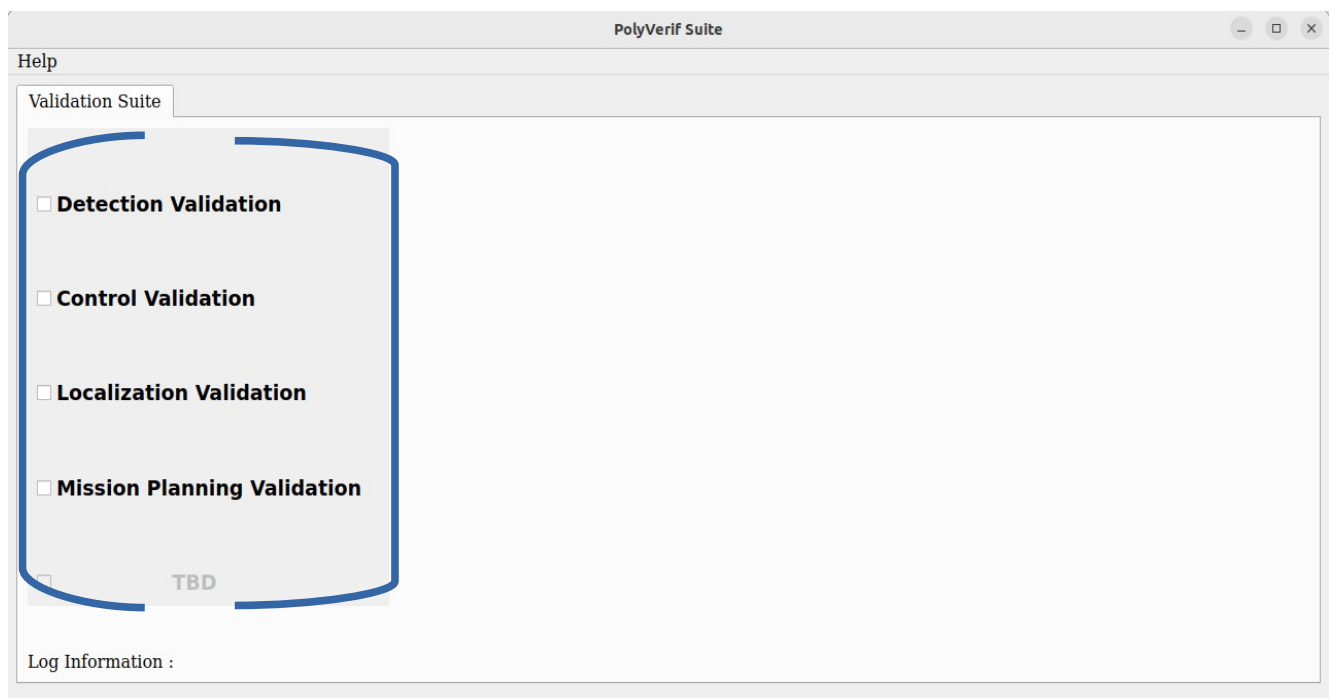 PolyVerif Suite
Help
Validation Suite
Detection Validation
Control Validation
Localization Validation
Mission Planning Validation
TBD
Log Information :